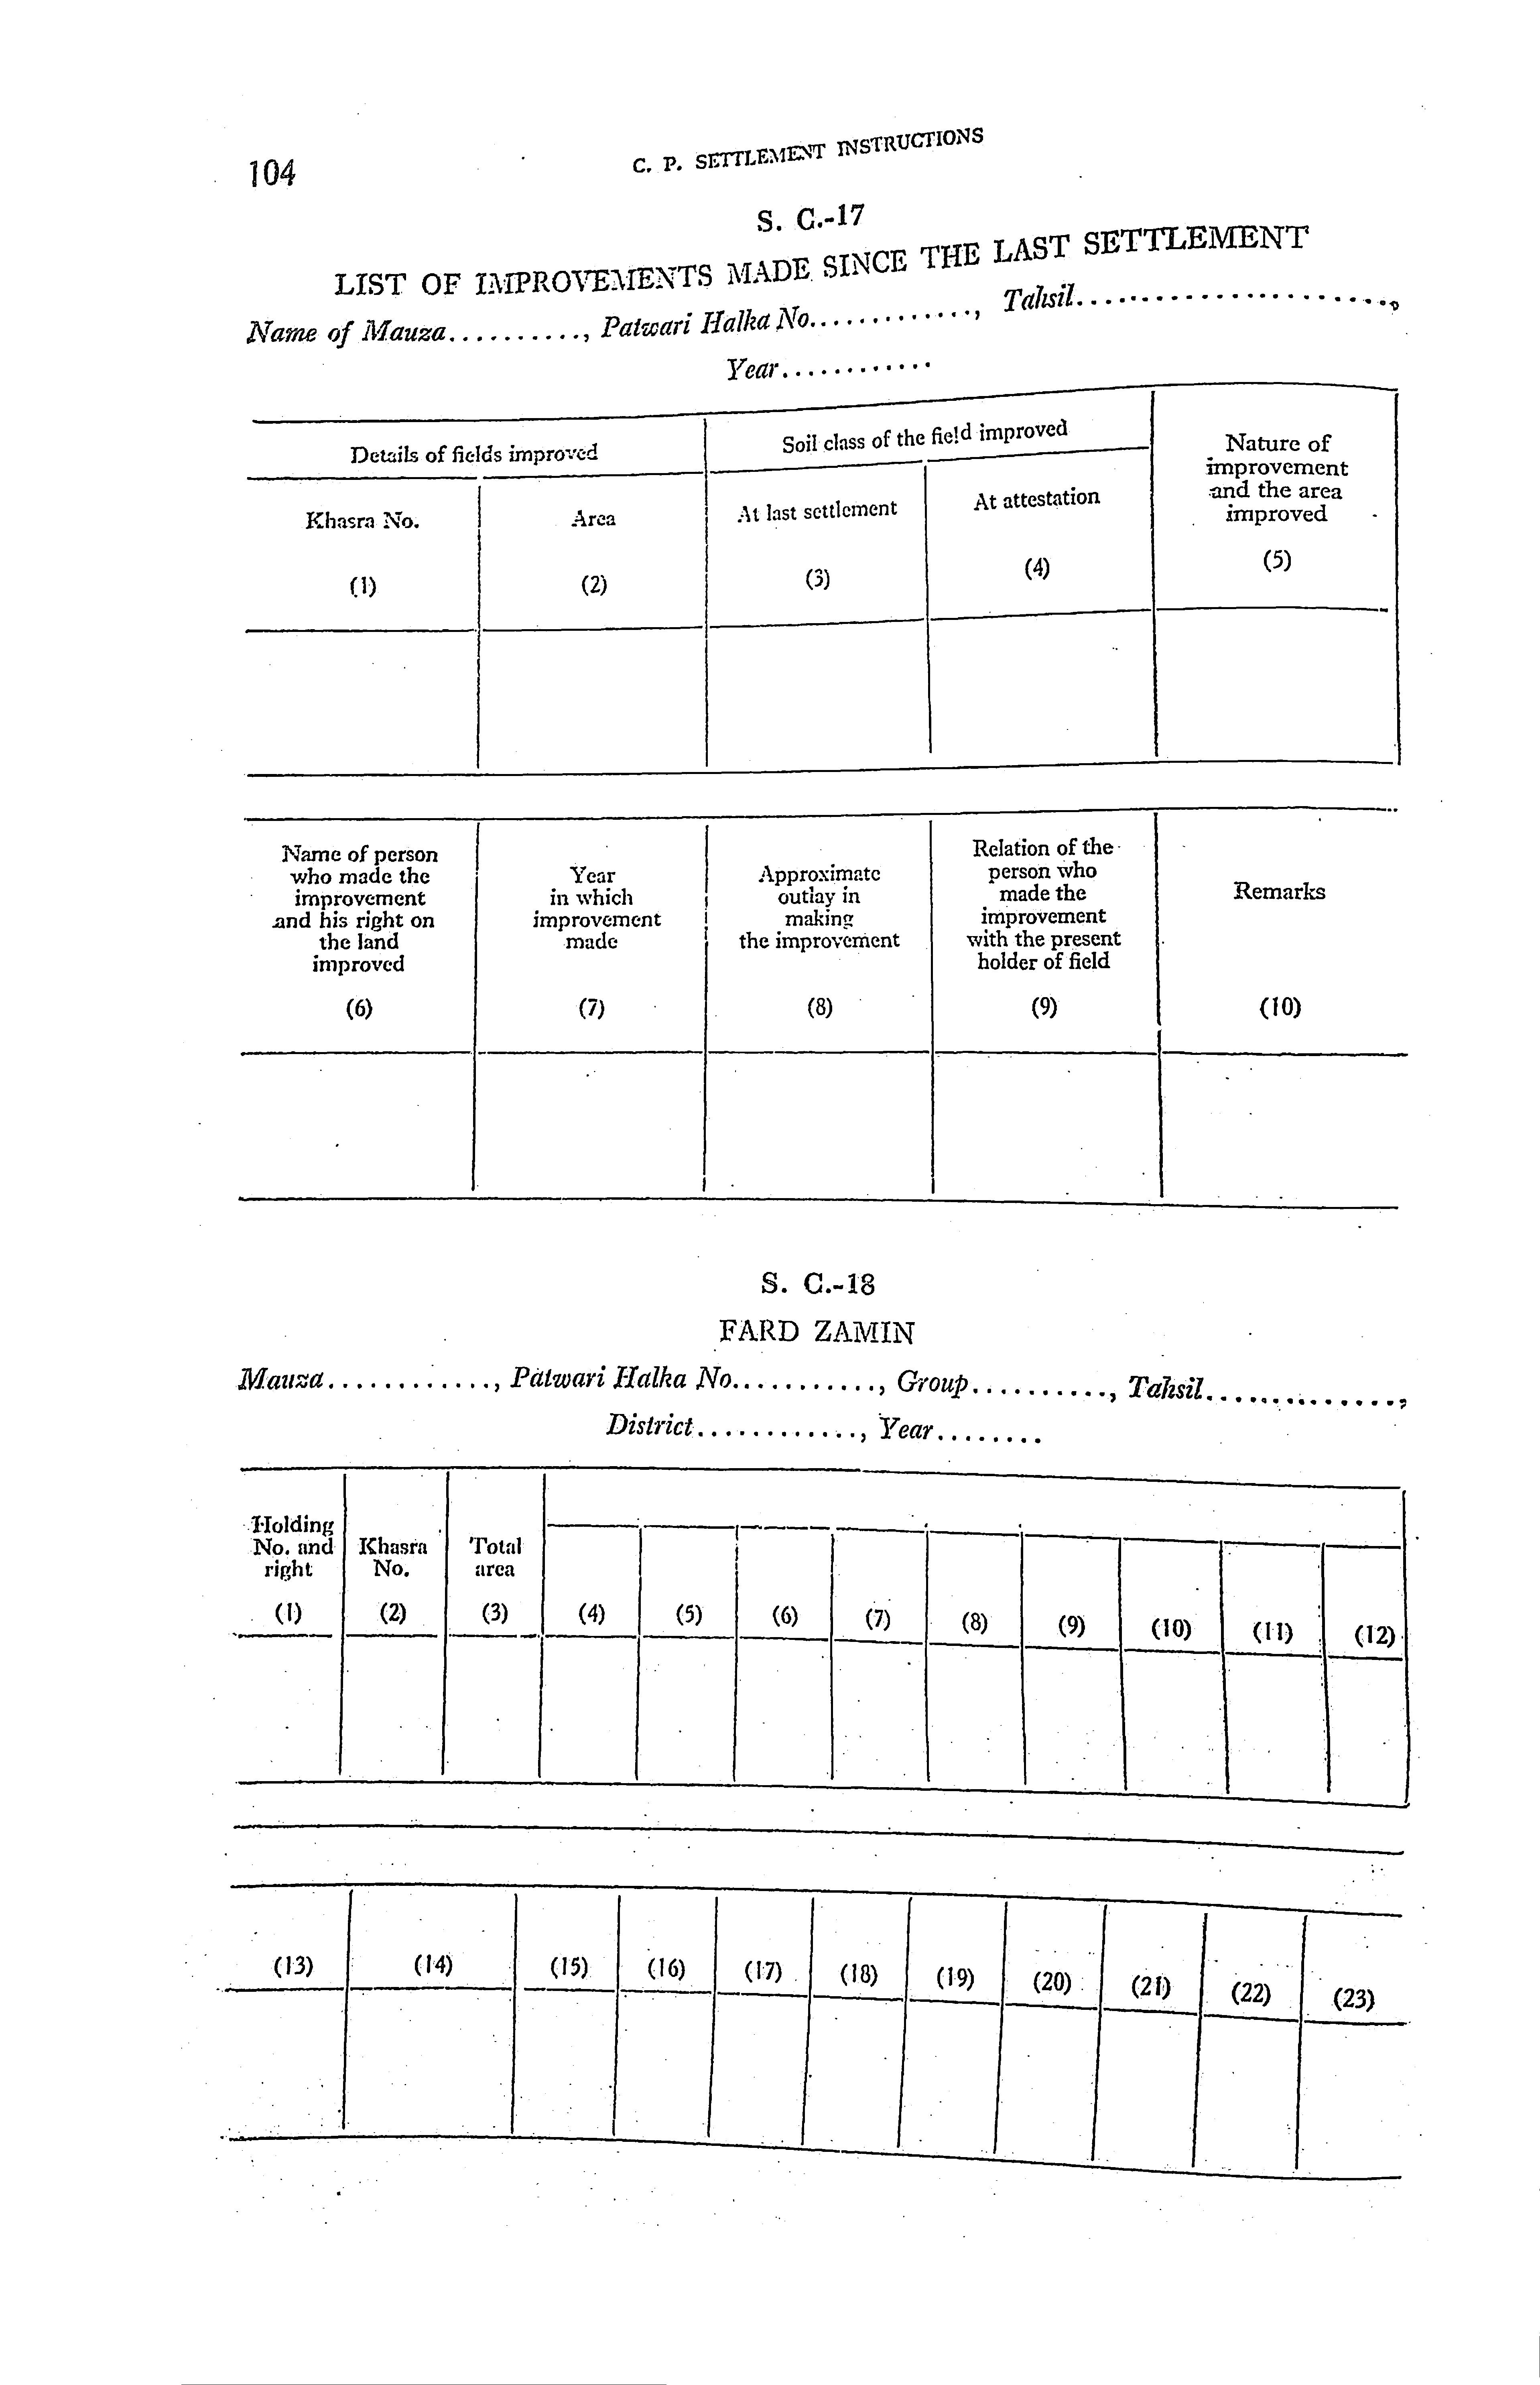 104
C. P. SETTLEMENT INSTRUCTIONS
S. C.-17
LIST OF IMPROVEMENTS MADE SINCE THE LAST SETTLEMENT
Name of Mauza..........., Patwari Halka No............., Tahsil.......................,
Year............
Details of fields improved
Soil class of the field improved
Nature of
improvement
and the area
improved
Khasra No.
Area
At last settlement
At attestation
(1)
(2)
(3)
(4)
(5)
Name of person
who made the
improvement
and his right on
the land
improved
Year
in which
improvement
made
Approximate
outlay in
making
the improvement
Relation of the
person who
made the
improvement
with the present
holder of field
Remarks
(6)
(7)
(8)
(9)
(10)
S. C.-18
FARD ZAMIN
Mauza............., Patwari Halka No..........., Group.........., Tahsil...............,
District............, Year........
Holding
No. and
right
Khasra
No.
Total
area
(1)
(2)
(3)
(4)
(5)
(6)
(7)
(8)
(9)
(10)
(11)
(12)
(13)
(14)
(15)
(16)
(17)
(18)
(19)
(20)
(21)
(22)
(23)